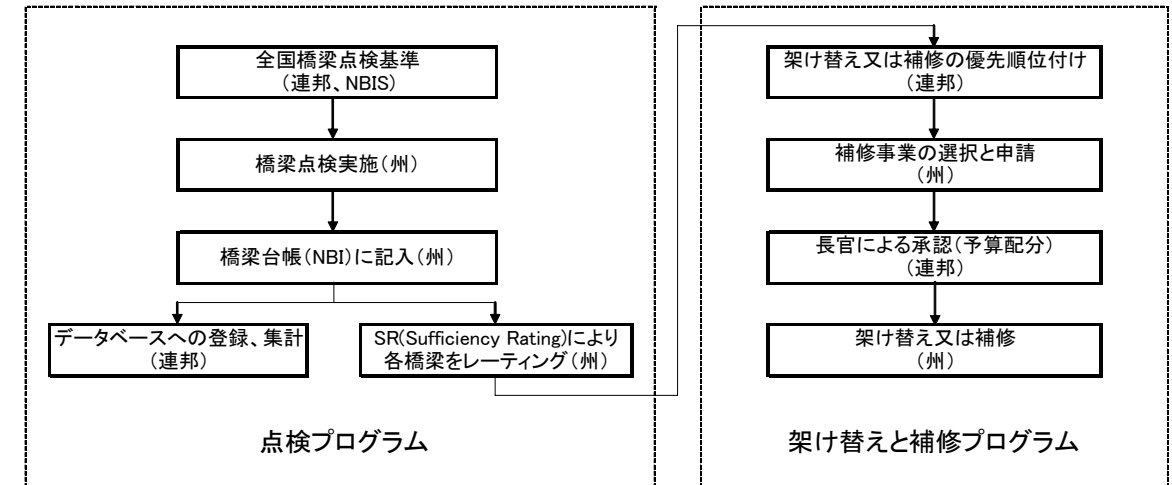 全国橋梁点検基準
(連邦、NBIS)
橋梁点検実施(州)
橋梁台帳(NBI)に記入(州)
データベースへの登録、集計
(連邦)
SR(Sufficiency Rating)により
各橋梁をレーティング(州)
点検プログラム
架け替え又は補修の優先順位付け
(連邦)
補修事業の選択と申請
(州)
長官による承認(予算配分)
(連邦)
架け替え又は補修
(州)
架け替えと補修プログラム